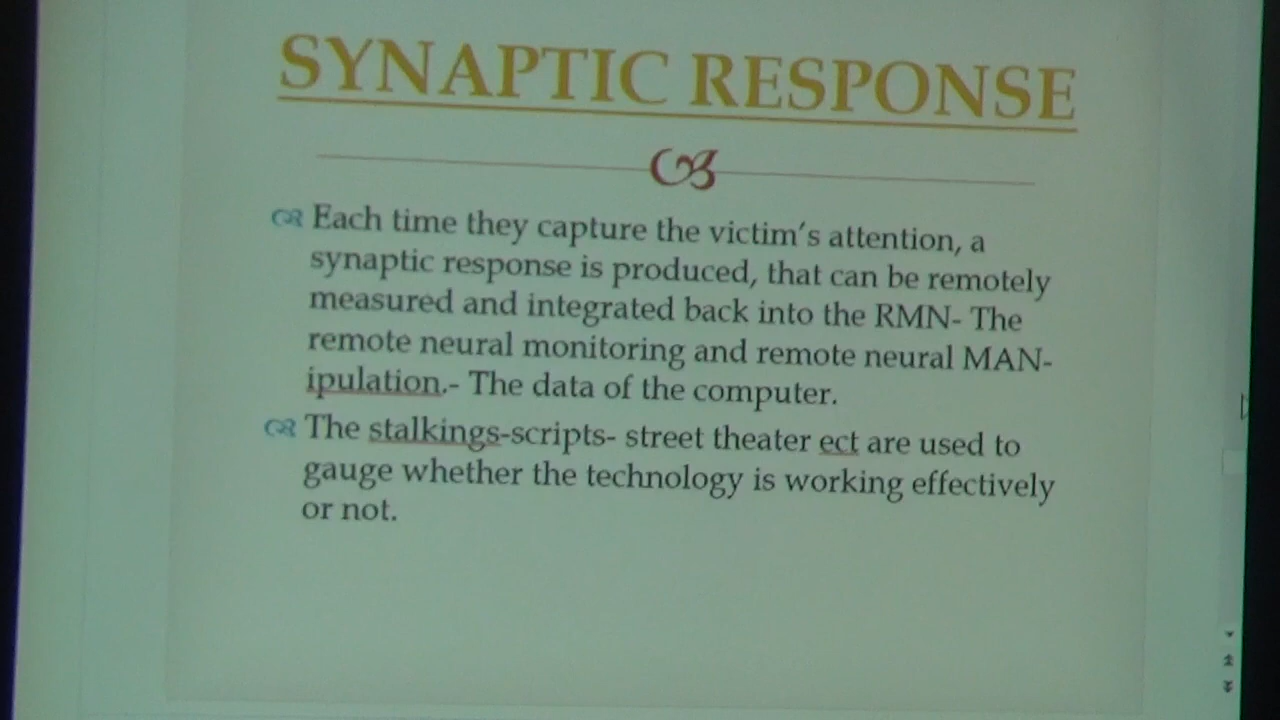 SYNAPTIC RESPONSE
Each time they capture the victim's attention, a
synaptic response is produced, that can be remotely
measured and integrated back into the RMN- The
remote neural monitoring and remote neural MAN-
ipulation.- The data of the computer.
The stalkings-scripts- street theater ect are used to
gauge whether the technology is working effectively
or not.